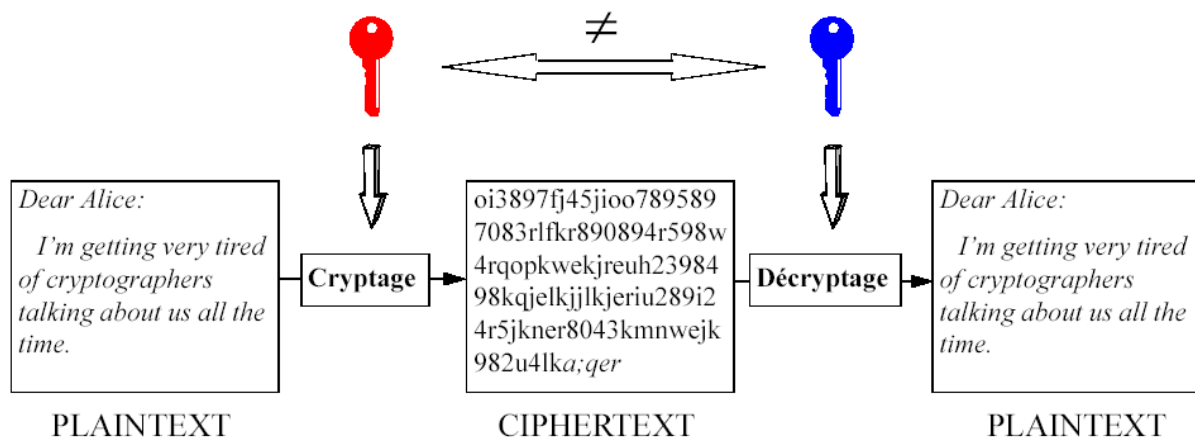 ≠
Dear Alice:
I'm getting very tired
of cryptographers
talking about us all the
time.
Cryptage
oi3897fj45jioo789589
7083rlfkr890894r598w
4rqopkwekjreuh23984
98kqjelkjjlkjeriu289i2
4r5jkner8043kmnwejk
982u4lka;qer
Décryptage
Dear Alice:
I'm getting very tired
of cryptographers
talking about us all the
time.
PLAINTEXT
CIPHERTEXT
PLAINTEXT